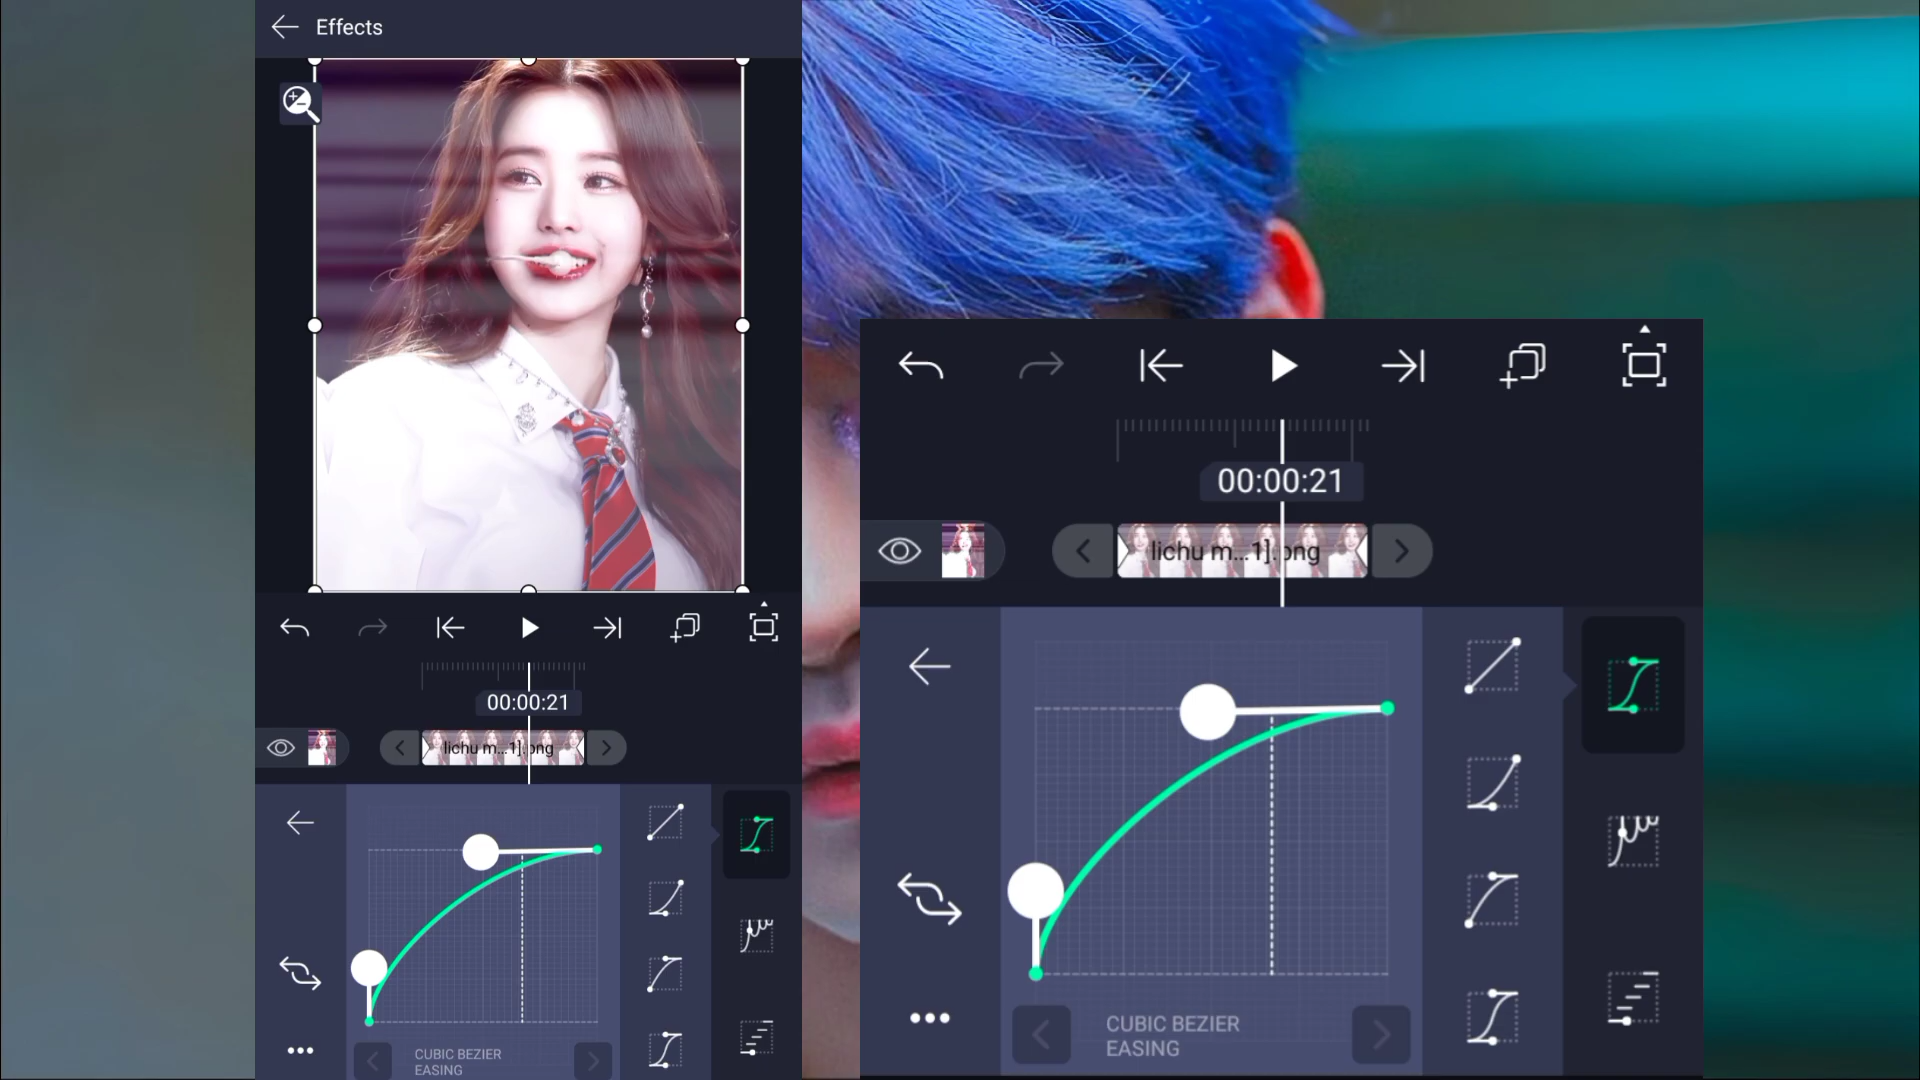 Effects
00:00:21
lichu m...1].png
CUBIC BEZIER
EASING
00:00:21
lichu m...1].png
CUBIC BEZIER
EASING